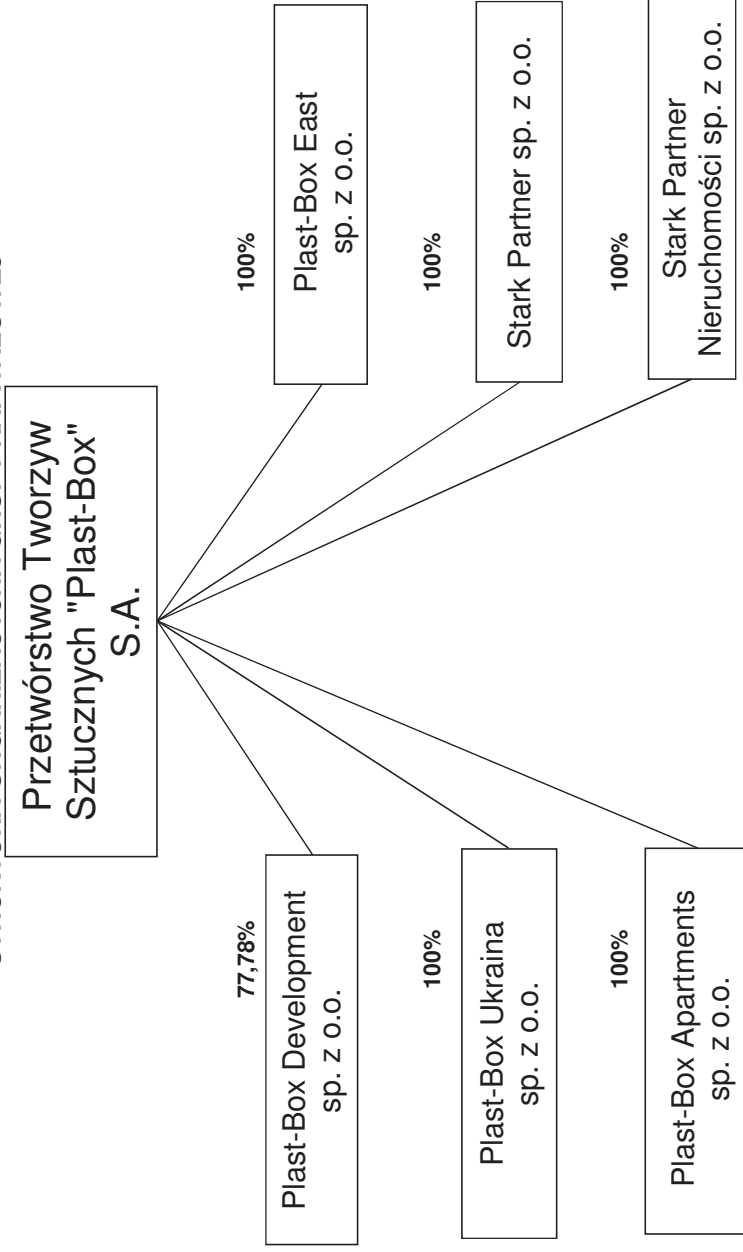 Przetwórstwo Tworzyw
Sztucznych "Plast-Box"
S.A.
77,78%
Plast-Box Development
sp. z o.o.
100%
Plast-Box Ukraina
sp. z o.o.
100%
Plast-Box Apartments
sp. z o.o.
100%
Plast-Box East
sp. z o.o.
100%
Stark Partner sp. z o.o.
100%
Stark Partner
Nieruchomości sp. z o.o.